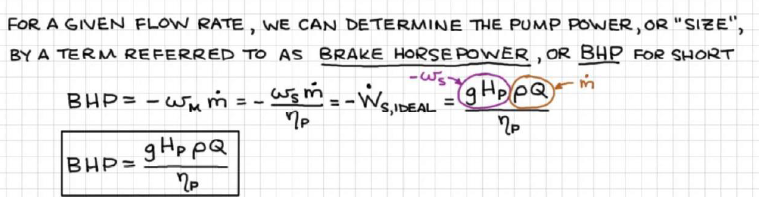 FOR A GIVEN FLOW RATE, WE CAN DETERMINE THE PUMP POWER, OR "SIZE",
BY A TERM REFERRED TO AS BRAKE HORSEPOWER, OR BHP FOR SHORT
-ωs
ṁ
BHP = -ωM ṁ = - ωs ṁ / ηP = -ẆS,IDEAL = gHP ρQ / ηP
BHP = gHP ρQ / ηP